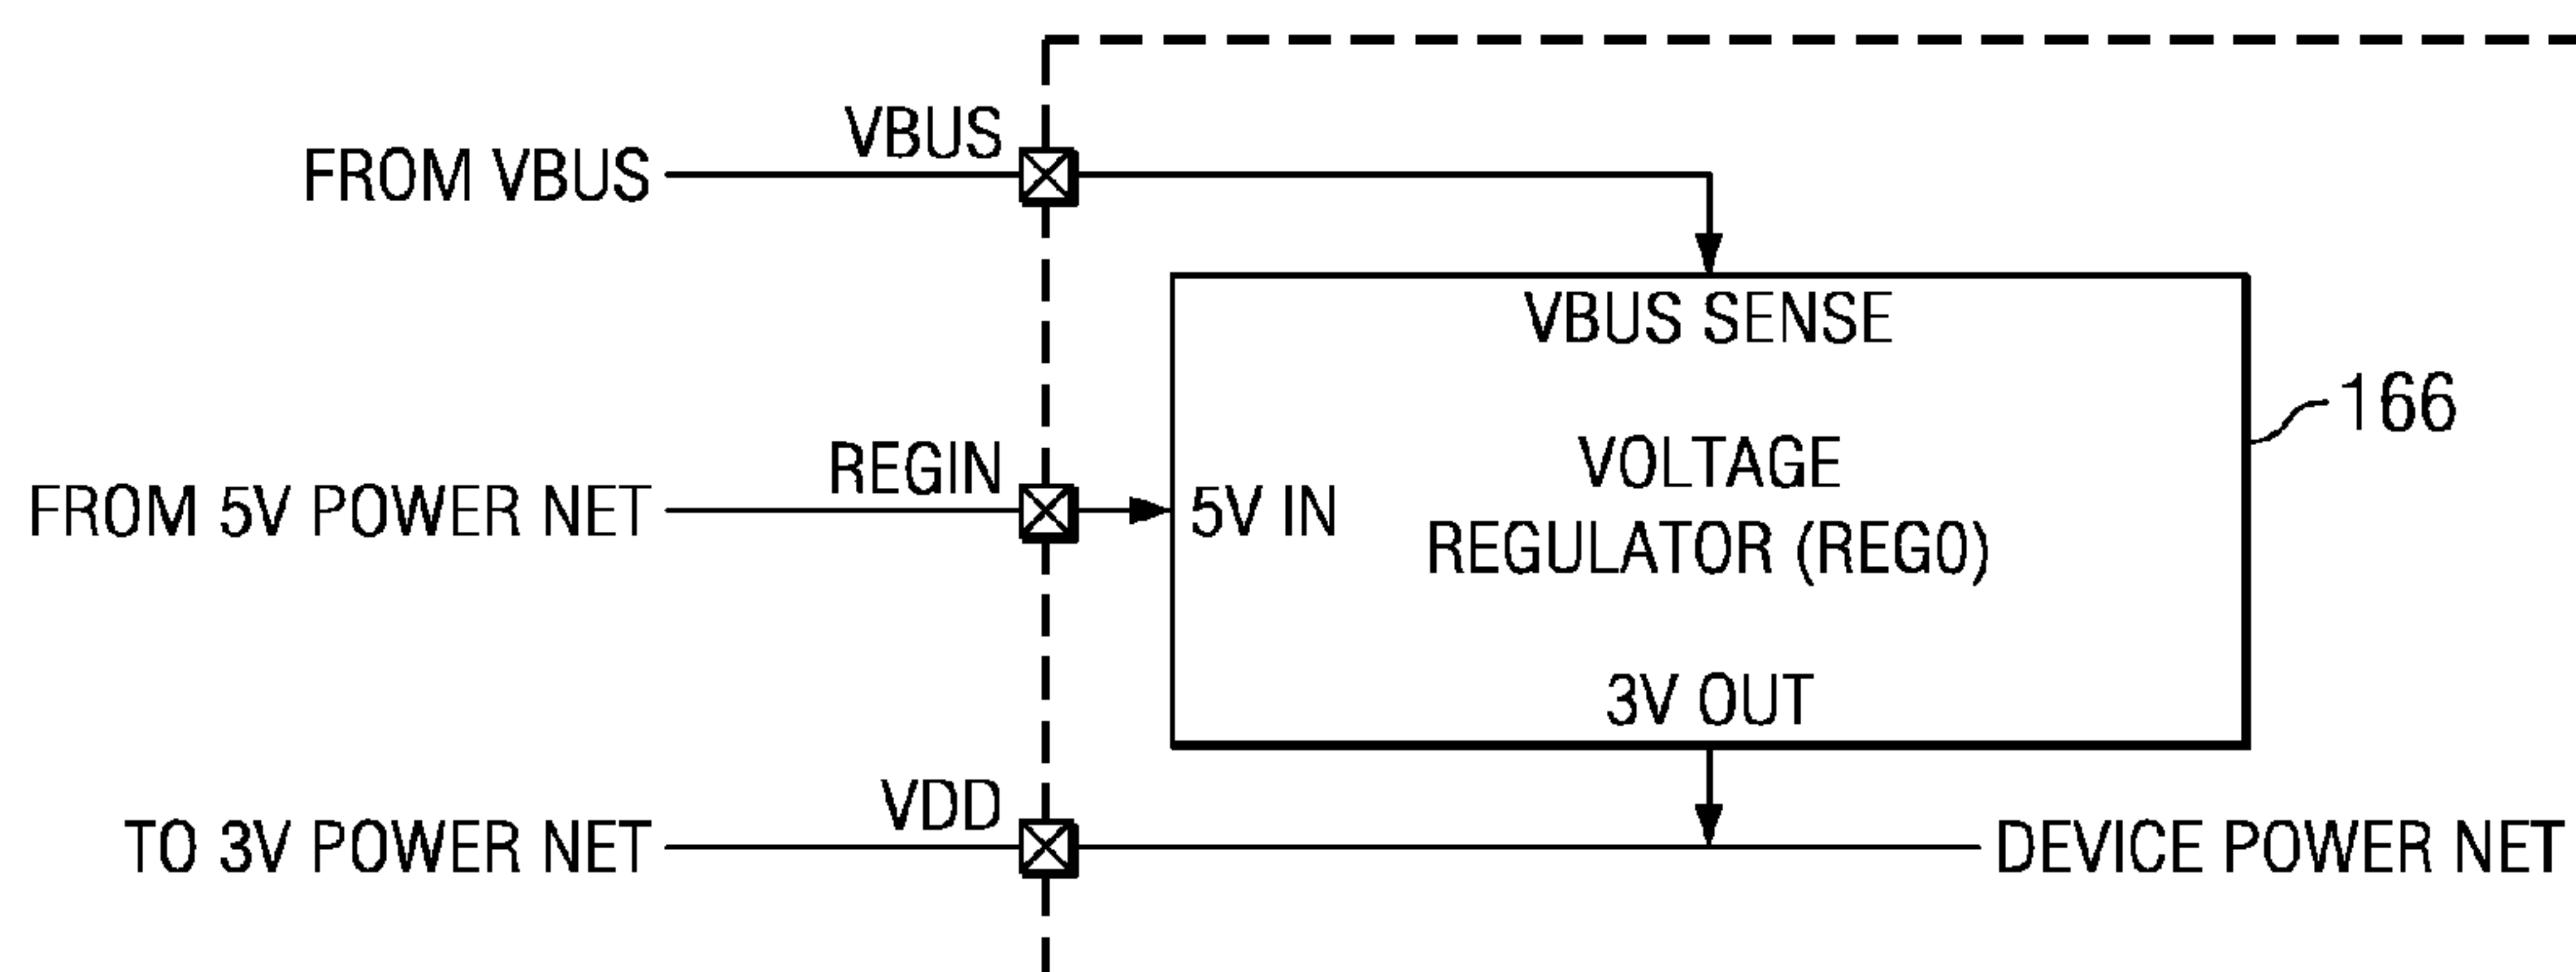 VBUS
FROM VBUS
VBUS SENSE
166
REGIN
VOLTAGE
FROM 5V POWER NET
5V IN
REGULATOR (REG0)
3V OUT
VDD
TO 3V POWER NET
DEVICE POWER NET